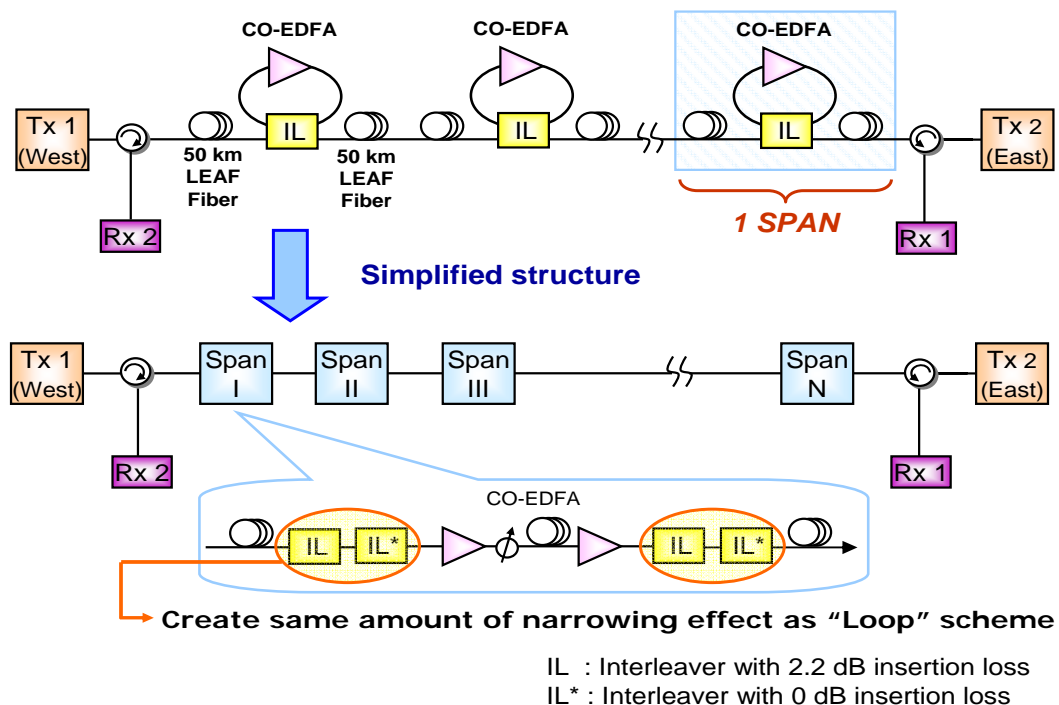 CO-EDFA
CO-EDFA
CO-EDFA
Tx 1
(West)
IL
IL
IL
Tx 2
(East)
50 km
LEAF
Fiber
50 km
LEAF
Fiber
1 SPAN
Rx 2
Rx 1
Simplified structure
Tx 1
(West)
Span
I
Span
II
Span
III
Span
N
Tx 2
(East)
Rx 2
Rx 1
CO-EDFA
IL
IL*
IL
IL*
Create same amount of narrowing effect as “Loop” scheme
IL : Interleaver with 2.2 dB insertion loss
IL* : Interleaver with 0 dB insertion loss